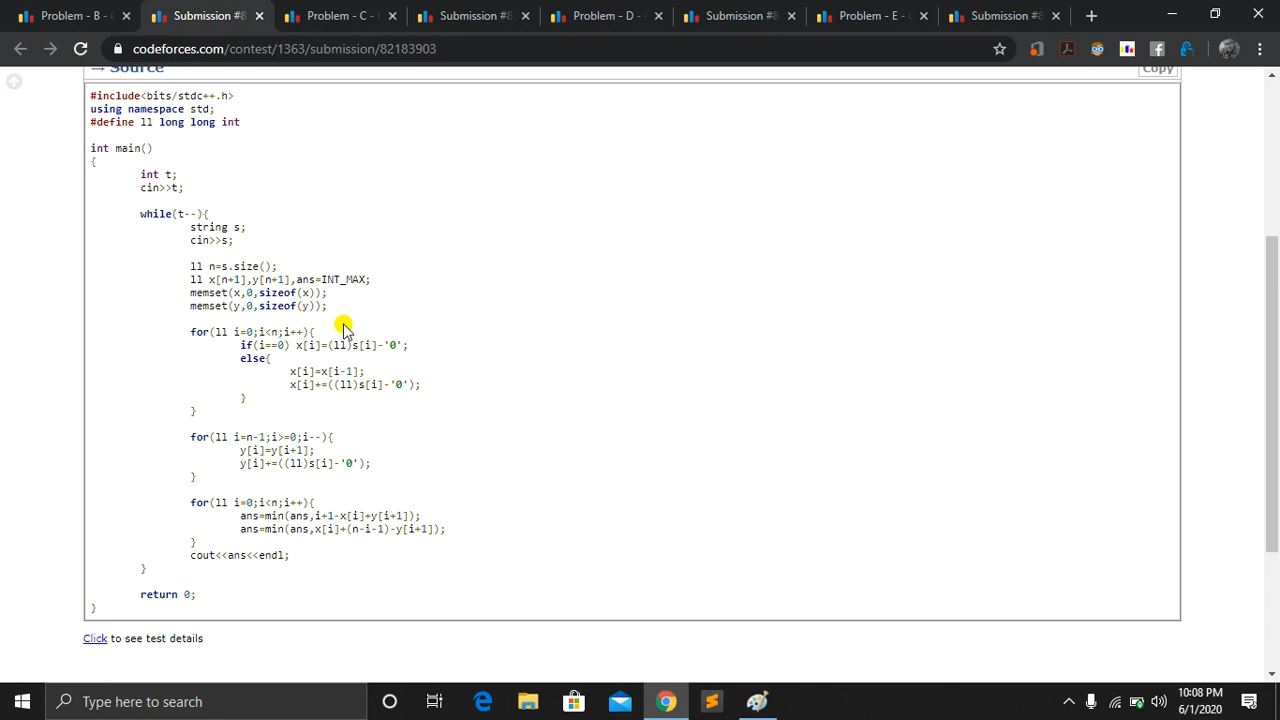 Problem - B - C
Submission #8
Problem - C - C
Submission #8
Problem - D - C
Submission #8
Problem - E - C
Submission #8
codeforces.com/contest/1363/submission/82183903
→ Source
Copy
#include<bits/stdc++.h>
using namespace std;
#define ll long long int
int main()
{
int t;
cin>>t;
while(t--){
string s;
cin>>s;
ll n=s.size();
ll x[n+1],y[n+1],ans=INT_MAX;
memset(x,0,sizeof(x));
memset(y,0,sizeof(y));
for(ll i=0;i<n;i++){
if(i==0) x[i]=(ll)s[i]-'0';
else{
x[i]=x[i-1];
x[i]+=((ll)s[i]-'0');
}
}
for(ll i=n-1;i>=0;i--){
y[i]=y[i+1];
y[i]+=((ll)s[i]-'0');
}
for(ll i=0;i<n;i++){
ans=min(ans,i+1-x[i]+y[i+1]);
ans=min(ans,x[i]+(n-i-1)-y[i+1]);
}
cout<<ans<<endl;
}
return 0;
}
Click to see test details
Type here to search
10:08 PM
6/1/2020